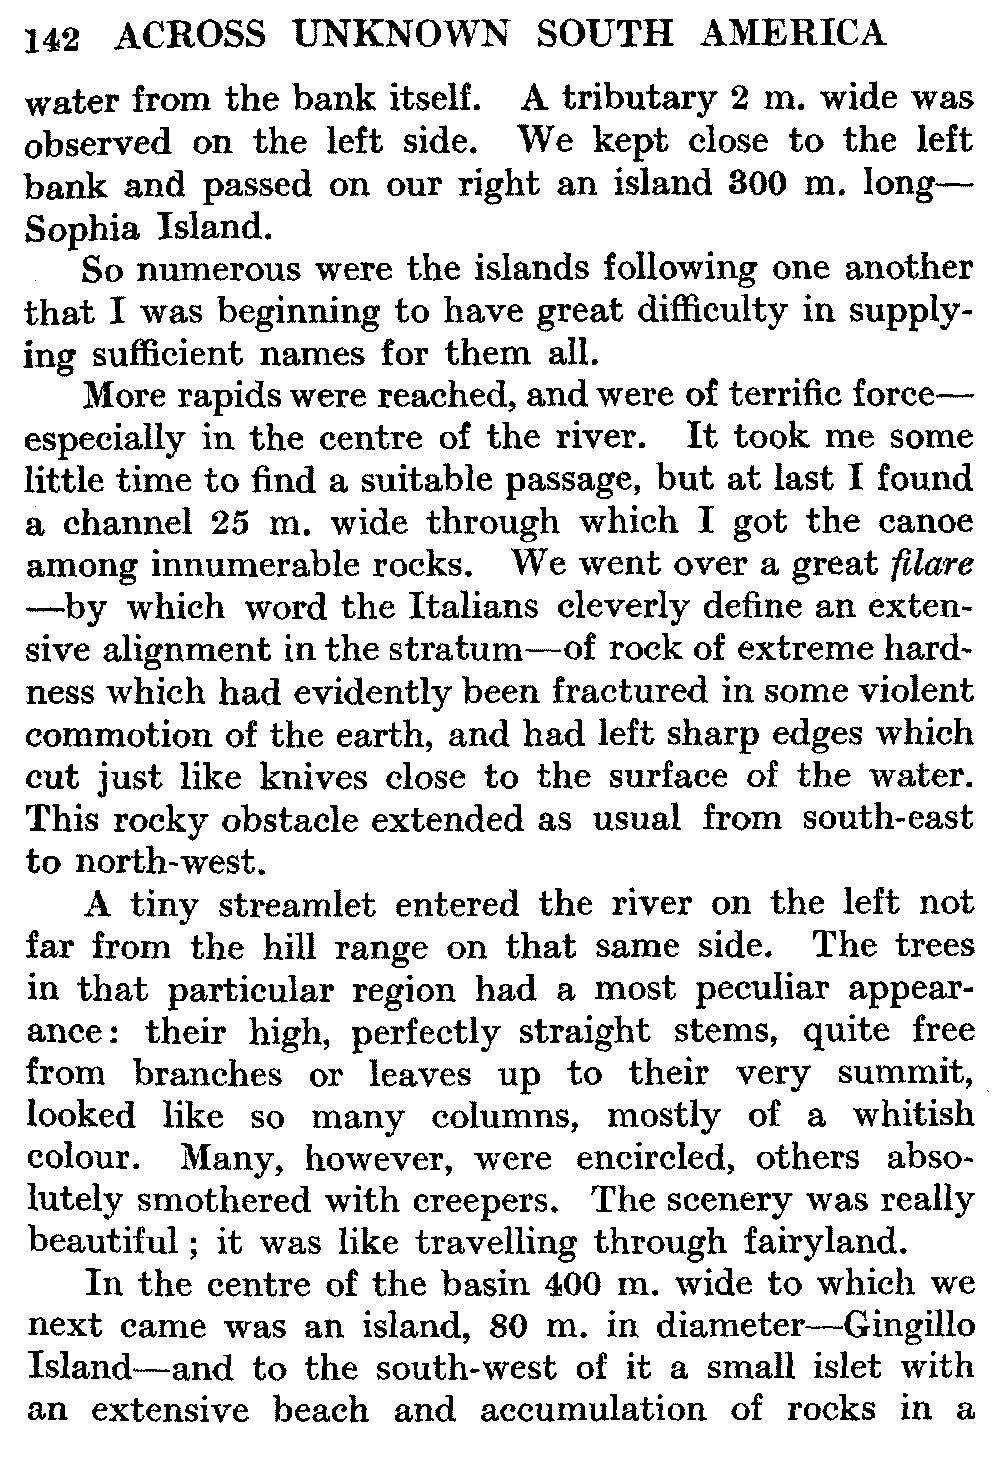 142 ACROSS UNKNOWN SOUTH AMERICA
water from the bank itself. A tributary 2 m. wide was
observed on the left side. We kept close to the left
bank and passed on our right an island 300 m. long—
Sophia Island.
So numerous were the islands following one another
that I was beginning to have great difficulty in supply-
ing sufficient names for them all.
More rapids were reached, and were of terrific force—
especially in the centre of the river. It took me some
little time to find a suitable passage, but at last I found
a channel 25 m. wide through which I got the canoe
among innumerable rocks. We went over a great filare
—by which word the Italians cleverly define an exten-
sive alignment in the stratum—of rock of extreme hard-
ness which had evidently been fractured in some violent
commotion of the earth, and had left sharp edges which
cut just like knives close to the surface of the water.
This rocky obstacle extended as usual from south-east
to north-west.
A tiny streamlet entered the river on the left not
far from the hill range on that same side. The trees
in that particular region had a most peculiar appear-
ance: their high, perfectly straight stems, quite free
from branches or leaves up to their very summit,
looked like so many columns, mostly of a whitish
colour. Many, however, were encircled, others abso-
lutely smothered with creepers. The scenery was really
beautiful; it was like travelling through fairyland.
In the centre of the basin 400 m. wide to which we
next came was an island, 80 m. in diameter—Gingillo
Island—and to the south-west of it a small islet with
an extensive beach and accumulation of rocks in a